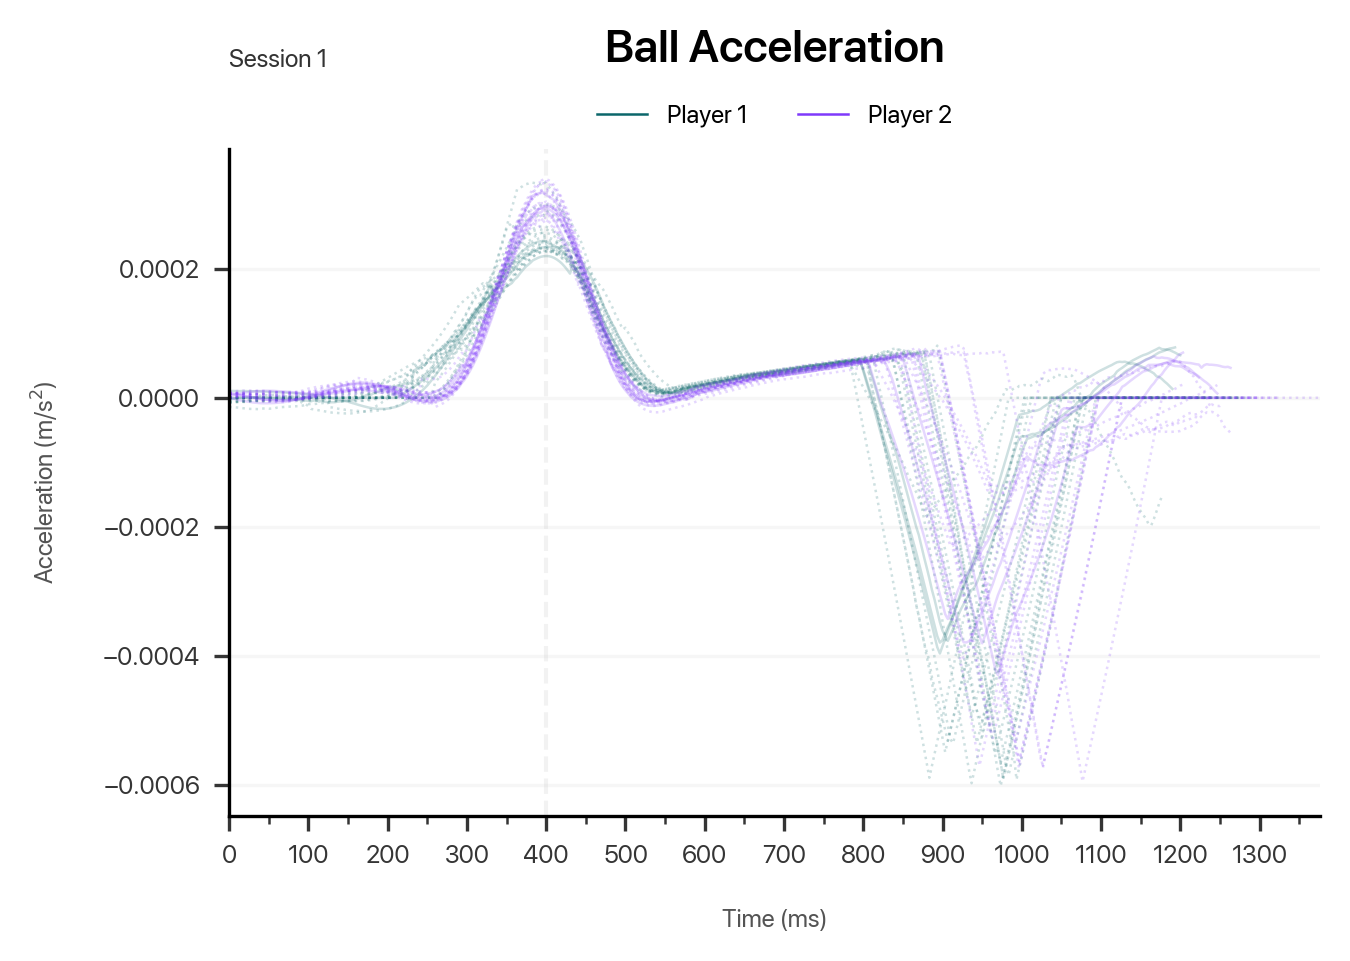 Session 1
Ball Acceleration
Player 1
Player 2
Acceleration (m/s⁻²)
0.0002
0.0000
−0.0002
−0.0004
−0.0006
0 100 200 300 400 500 600 700 800 900 1000 1100 1200 1300
Time (ms)